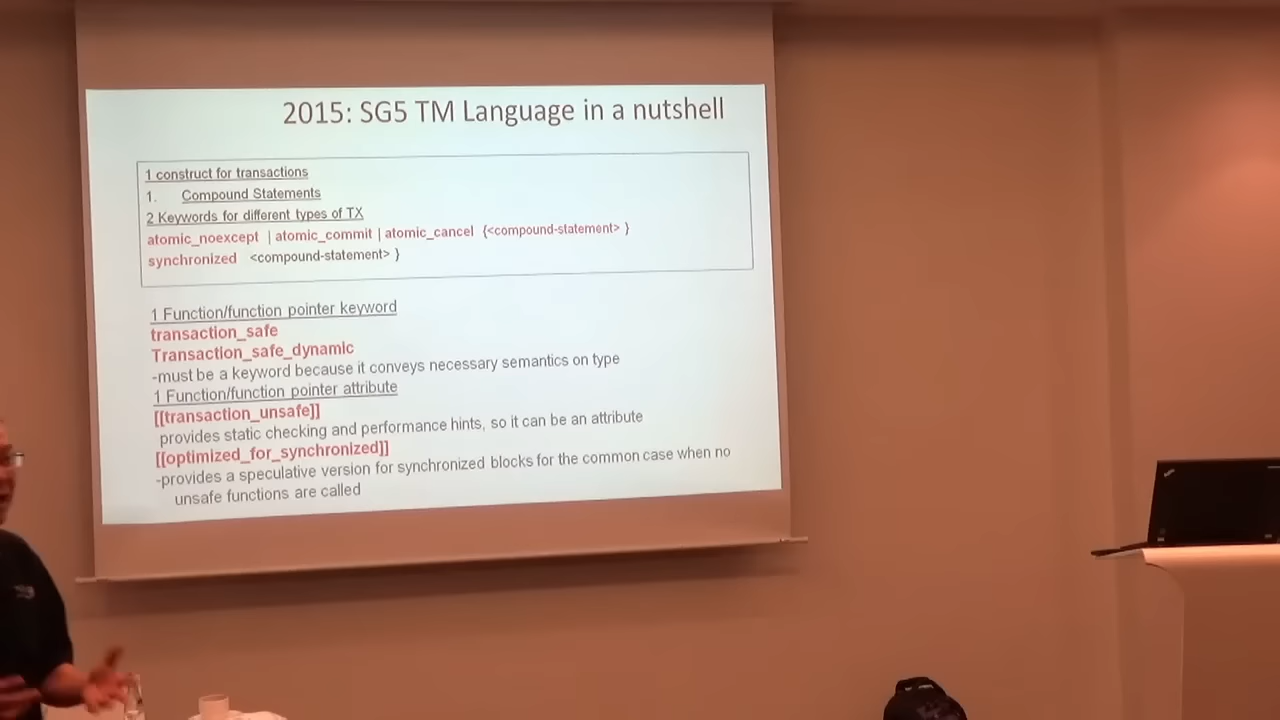 2015: SG5 TM Language in a nutshell
1 construct for transactions
1. Compound Statements
2 Keywords for different types of TX
atomic_noexcept | atomic_commit | atomic_cancel {<compound-statement> }
synchronized <compound-statement> }
1 Function/function pointer keyword
transaction_safe
Transaction_safe_dynamic
-must be a keyword because it conveys necessary semantics on type
1 Function/function pointer attribute
[[transaction_unsafe]]
provides static checking and performance hints, so it can be an attribute
[[optimized_for_synchronized]]
-provides a speculative version for synchronized blocks for the common case when no
unsafe functions are called